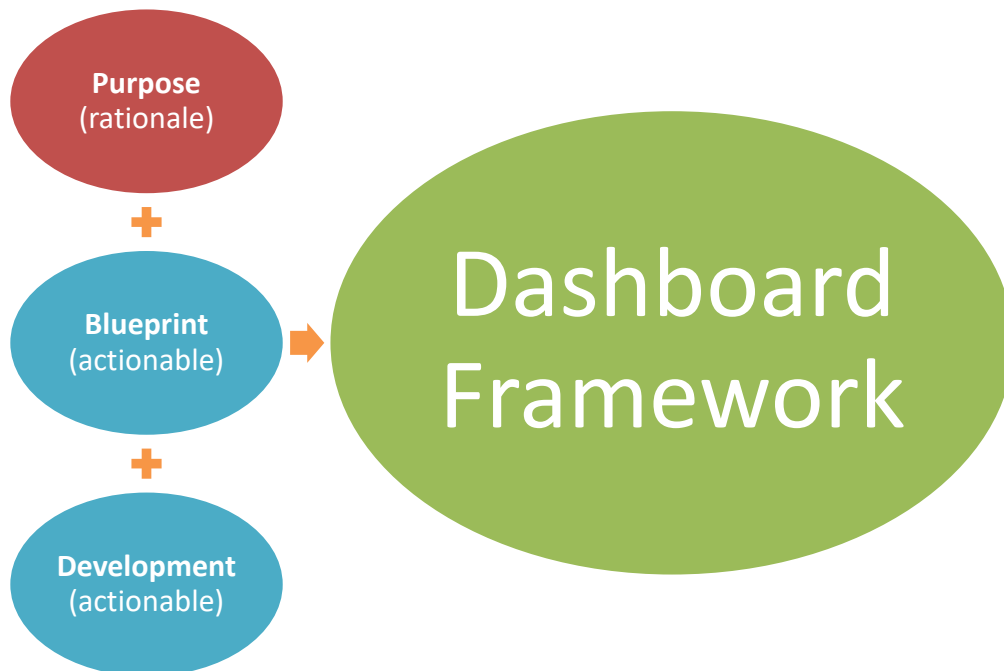 Purpose
(rationale)
Blueprint
(actionable)
Development
(actionable)
Dashboard
Framework